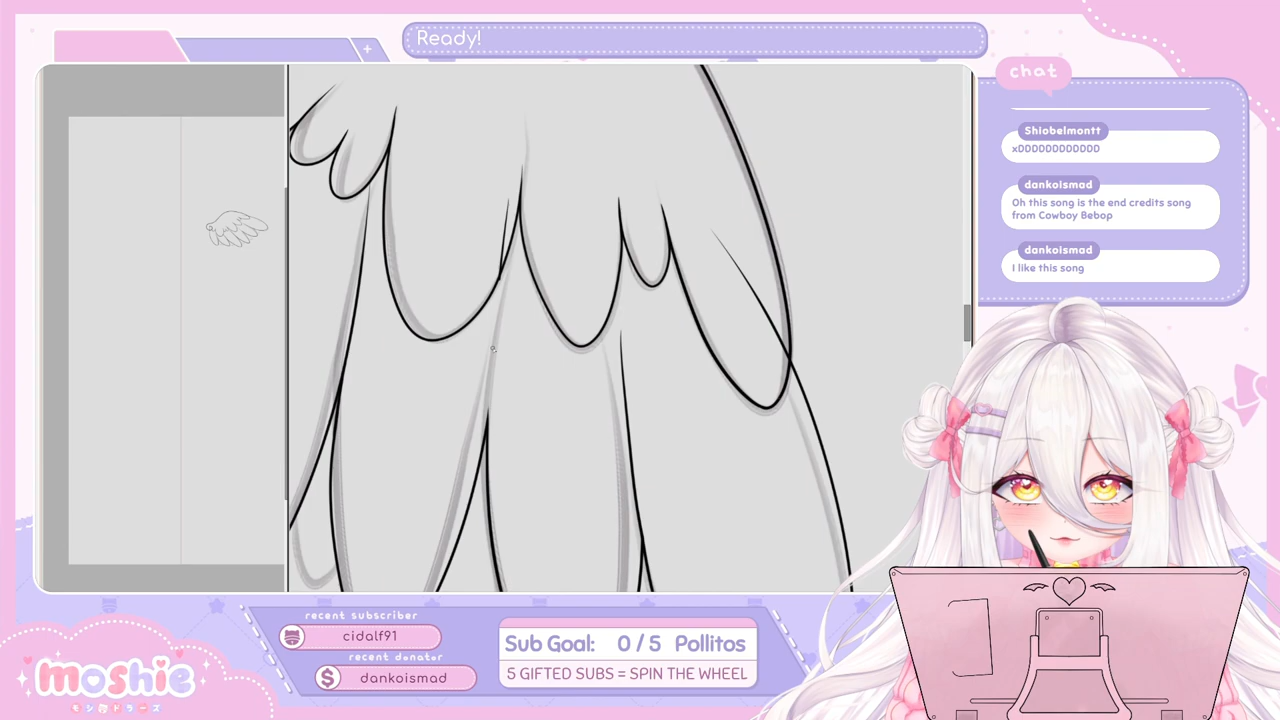 Ready!
+
chat
Shiobelmontt
xDDDDDDDDDDDD
dankoismad
Oh this song is the end credits song
from Cowboy Bebop
dankoismad
I like this song
recent subscriber
cidalf91
recent donator
$
dankoismad
Sub Goal: 0 / 5 Pollitos
5 GIFTED SUBS = SPIN THE WHEEL
moshie